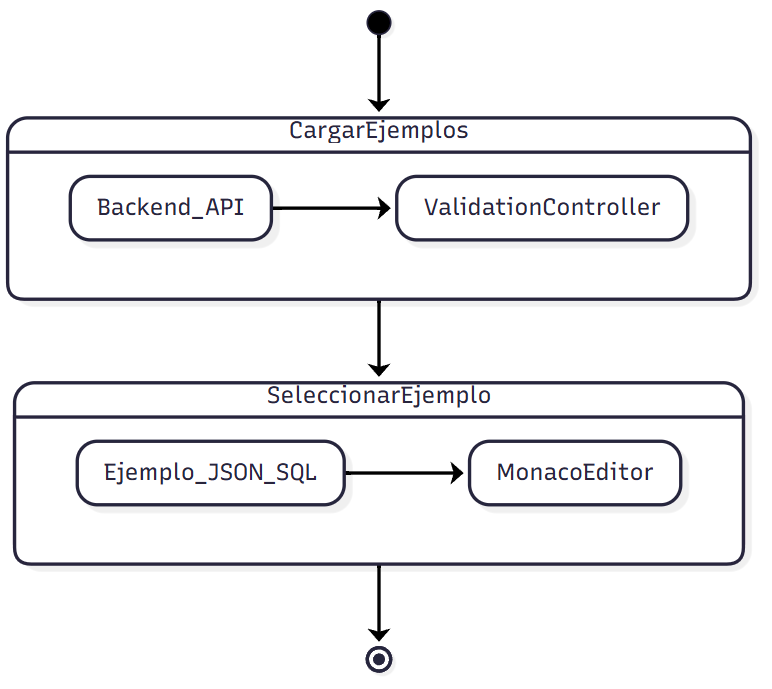 CargarEjemplos
Backend_API
ValidationController
SeleccionarEjemplo
Ejemplo_JSON_SQL
MonacoEditor